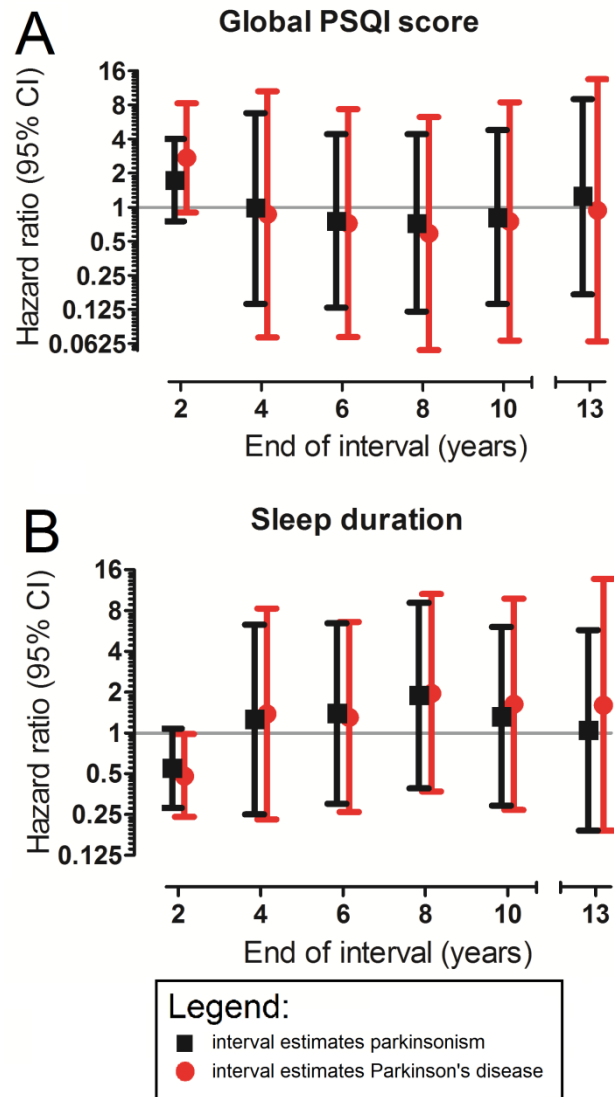 A
Global PSQI score
Hazard ratio (95% CI)
16
8
4
2
1
0.5
0.25
0.125
0.0625
2 4 6 8 10 13
End of interval (years)
B
Sleep duration
Hazard ratio (95% CI)
16
8
4
2
1
0.5
0.25
0.125
2 4 6 8 10 13
End of interval (years)
Legend:
interval estimates parkinsonism
interval estimates Parkinson's disease